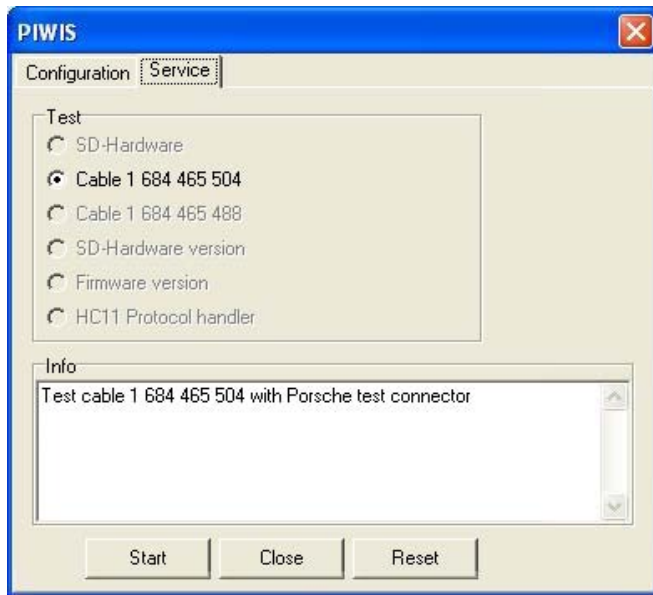 PIWIS
Configuration Service
Test
SD-Hardware
Cable 1 684 465 504
Cable 1 684 465 488
SD-Hardware version
Firmware version
HC11 Protocol handler
Info
Test cable 1 684 465 504 with Porsche test connector
Start Close Reset